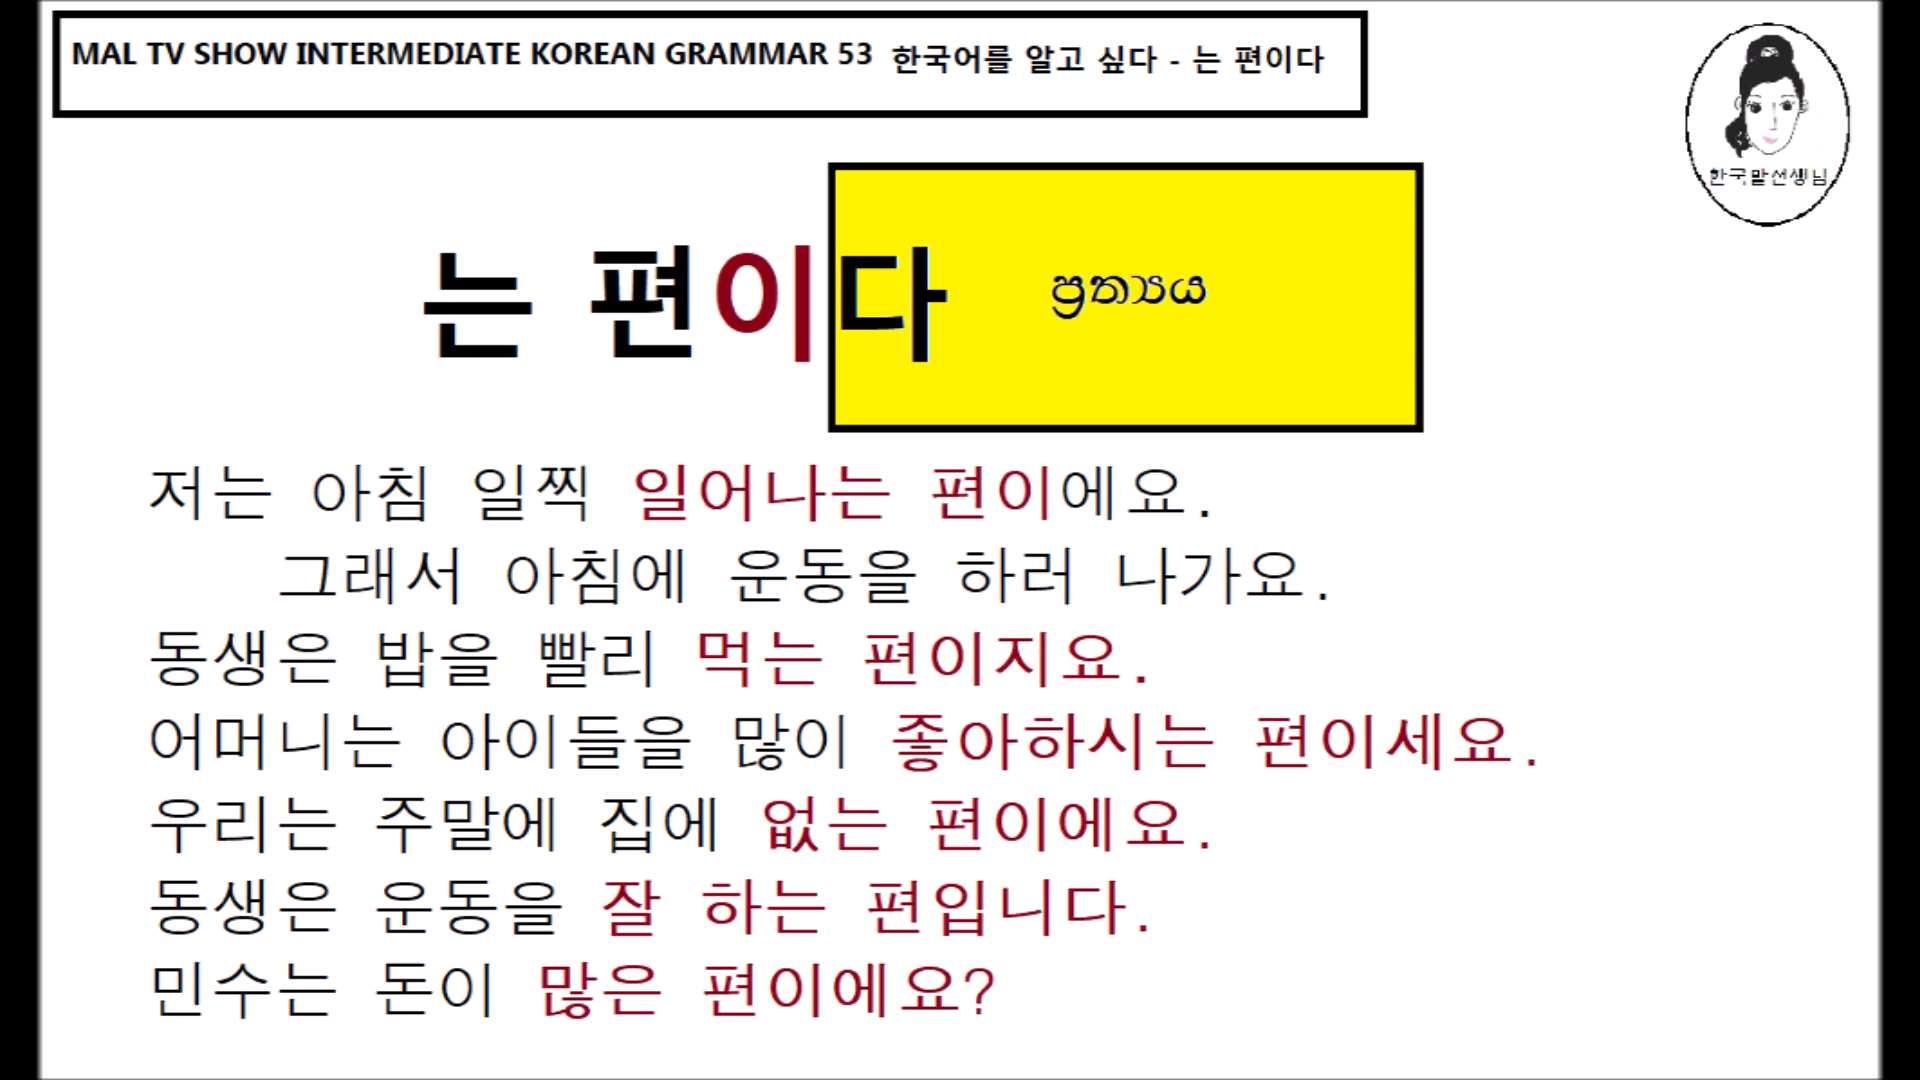 MAL TV SHOW INTERMEDIATE KOREAN GRAMMAR 53 한국어를 알고 싶다 - 는 편이다
한국말선생님
는 편이다 ප්‍රත්‍යය
저는 아침 일찍 일어나는 편이에요.
그래서 아침에 운동을 하러 나가요.
동생은 밥을 빨리 먹는 편이지요.
어머니는 아이들을 많이 좋아하시는 편이세요.
우리는 주말에 집에 없는 편이에요.
동생은 운동을 잘 하는 편입니다.
민수는 돈이 많은 편이에요?